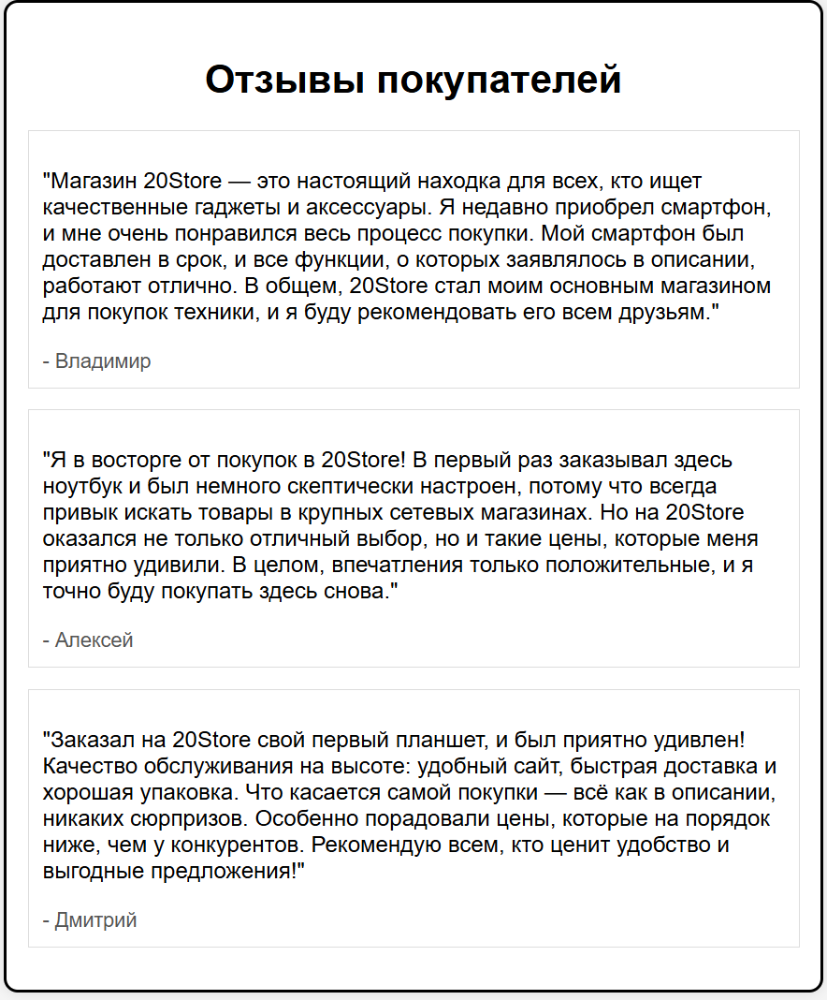 Отзывы покупателей
"Магазин 20Store — это настоящий находка для всех, кто ищет
качественные гаджеты и аксессуары. Я недавно приобрел смартфон,
и мне очень понравился весь процесс покупки. Мой смартфон был
доставлен в срок, и все функции, о которых заявлялось в описании,
работают отлично. В общем, 20Store стал моим основным магазином
для покупок техники, и я буду рекомендовать его всем друзьям."
- Владимир
"Я в восторге от покупок в 20Store! В первый раз заказывал здесь
ноутбук и был немного скептически настроен, потому что всегда
привык искать товары в крупных сетевых магазинах. Но на 20Store
оказался не только отличный выбор, но и такие цены, которые меня
приятно удивили. В целом, впечатления только положительные, и я
точно буду покупать здесь снова."
- Алексей
"Заказал на 20Store свой первый планшет, и был приятно удивлен!
Качество обслуживания на высоте: удобный сайт, быстрая доставка и
хорошая упаковка. Что касается самой покупки — всё как в описании,
никаких сюрпризов. Особенно порадовали цены, которые на порядок
ниже, чем у конкурентов. Рекомендую всем, кто ценит удобство и
выгодные предложения!"
- Дмитрий